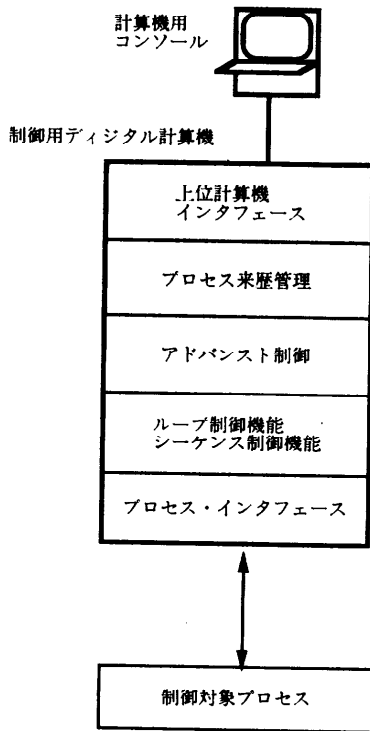 計算機用
コンソール
制御用ディジタル計算機
上位計算機
インタフェース
プロセス来歴管理
アドバンスト制御
ループ制御機能
シーケンス制御機能
プロセス・インタフェース
制御対象プロセス